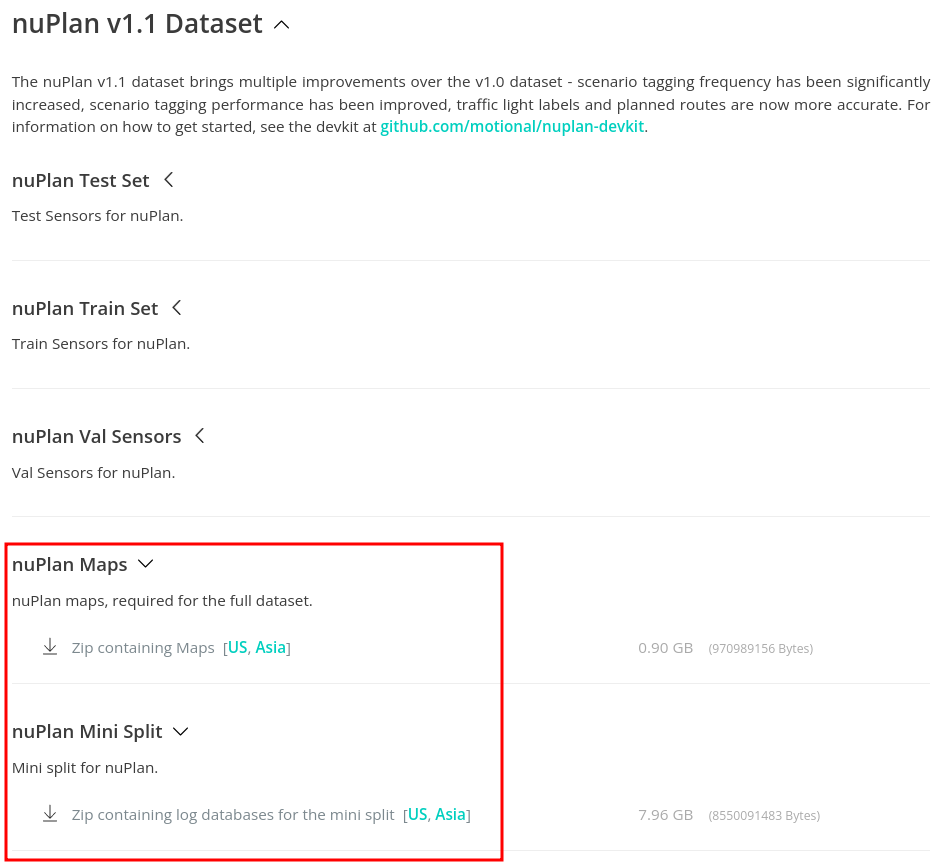 nuPlan v1.1 Dataset
The nuPlan v1.1 dataset brings multiple improvements over the v1.0 dataset - scenario tagging frequency has been significantly
increased, scenario tagging performance has been improved, traffic light labels and planned routes are now more accurate. For
information on how to get started, see the devkit at github.com/motional/nuplan-devkit.
nuPlan Test Set
Test Sensors for nuPlan.
nuPlan Train Set
Train Sensors for nuPlan.
nuPlan Val Sensors
Val Sensors for nuPlan.
nuPlan Maps
nuPlan maps, required for the full dataset.
Zip containing Maps [US, Asia] 0.90 GB (970989156 Bytes)
nuPlan Mini Split
Mini split for nuPlan.
Zip containing log databases for the mini split [US, Asia] 7.96 GB (8550091483 Bytes)